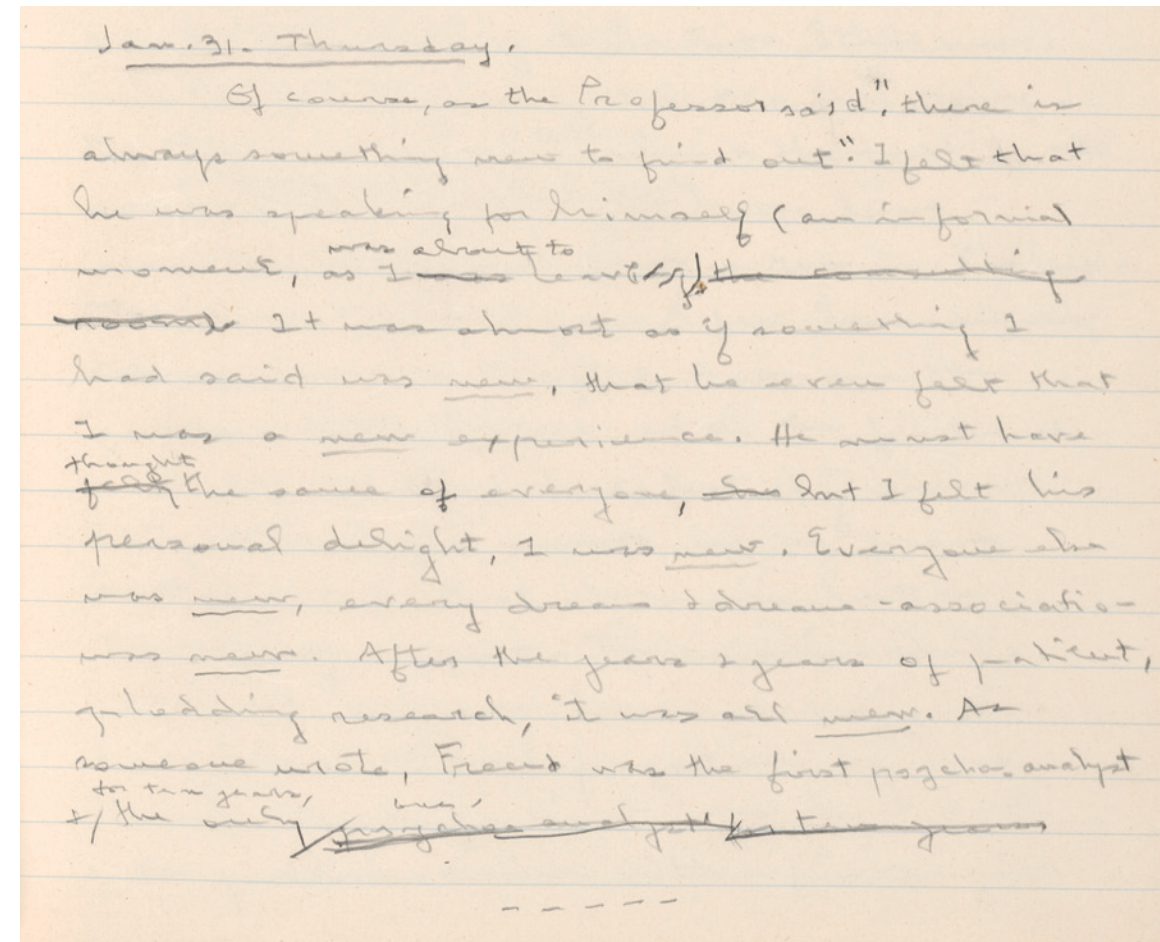 Jan. 31. Thursday.
Of course, as the Professor said, "there is
always something new to find out". I felt that
he was speaking for himself (an informal
was about to
moment, as I was leaving) the consulting
room). It was almost as if something I
had said was new, that he even felt that
I was a new experience. He must have
thought
felt the same of everyone, but I felt his
personal delight, I was new. Everyone else
was new, every dream & dream-associatio-
was new. After the years & years of patient,
plodding research, it was all new. As
someone wrote, Freud was the first psycho-analyst
for ten years, one,
+ / the only psycho-analyst for ten years
- - - - -